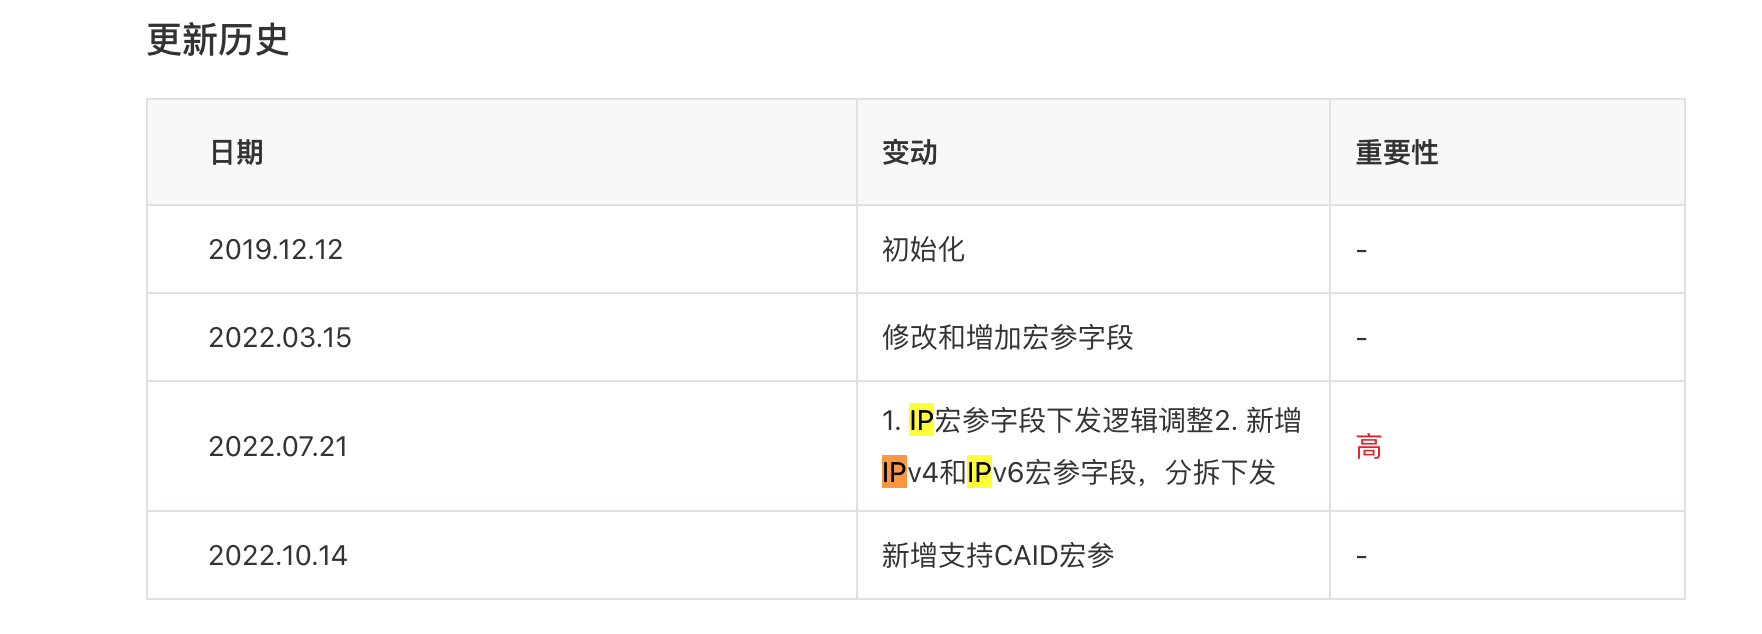 更新历史
日期 变动 重要性
2019.12.12 初始化 -
2022.03.15 修改和增加宏参字段 -
1. IP宏参字段下发逻辑调整2. 新增
2022.07.21 高
IPv4和IPv6宏参字段，分拆下发
2022.10.14 新增支持CAID宏参 -